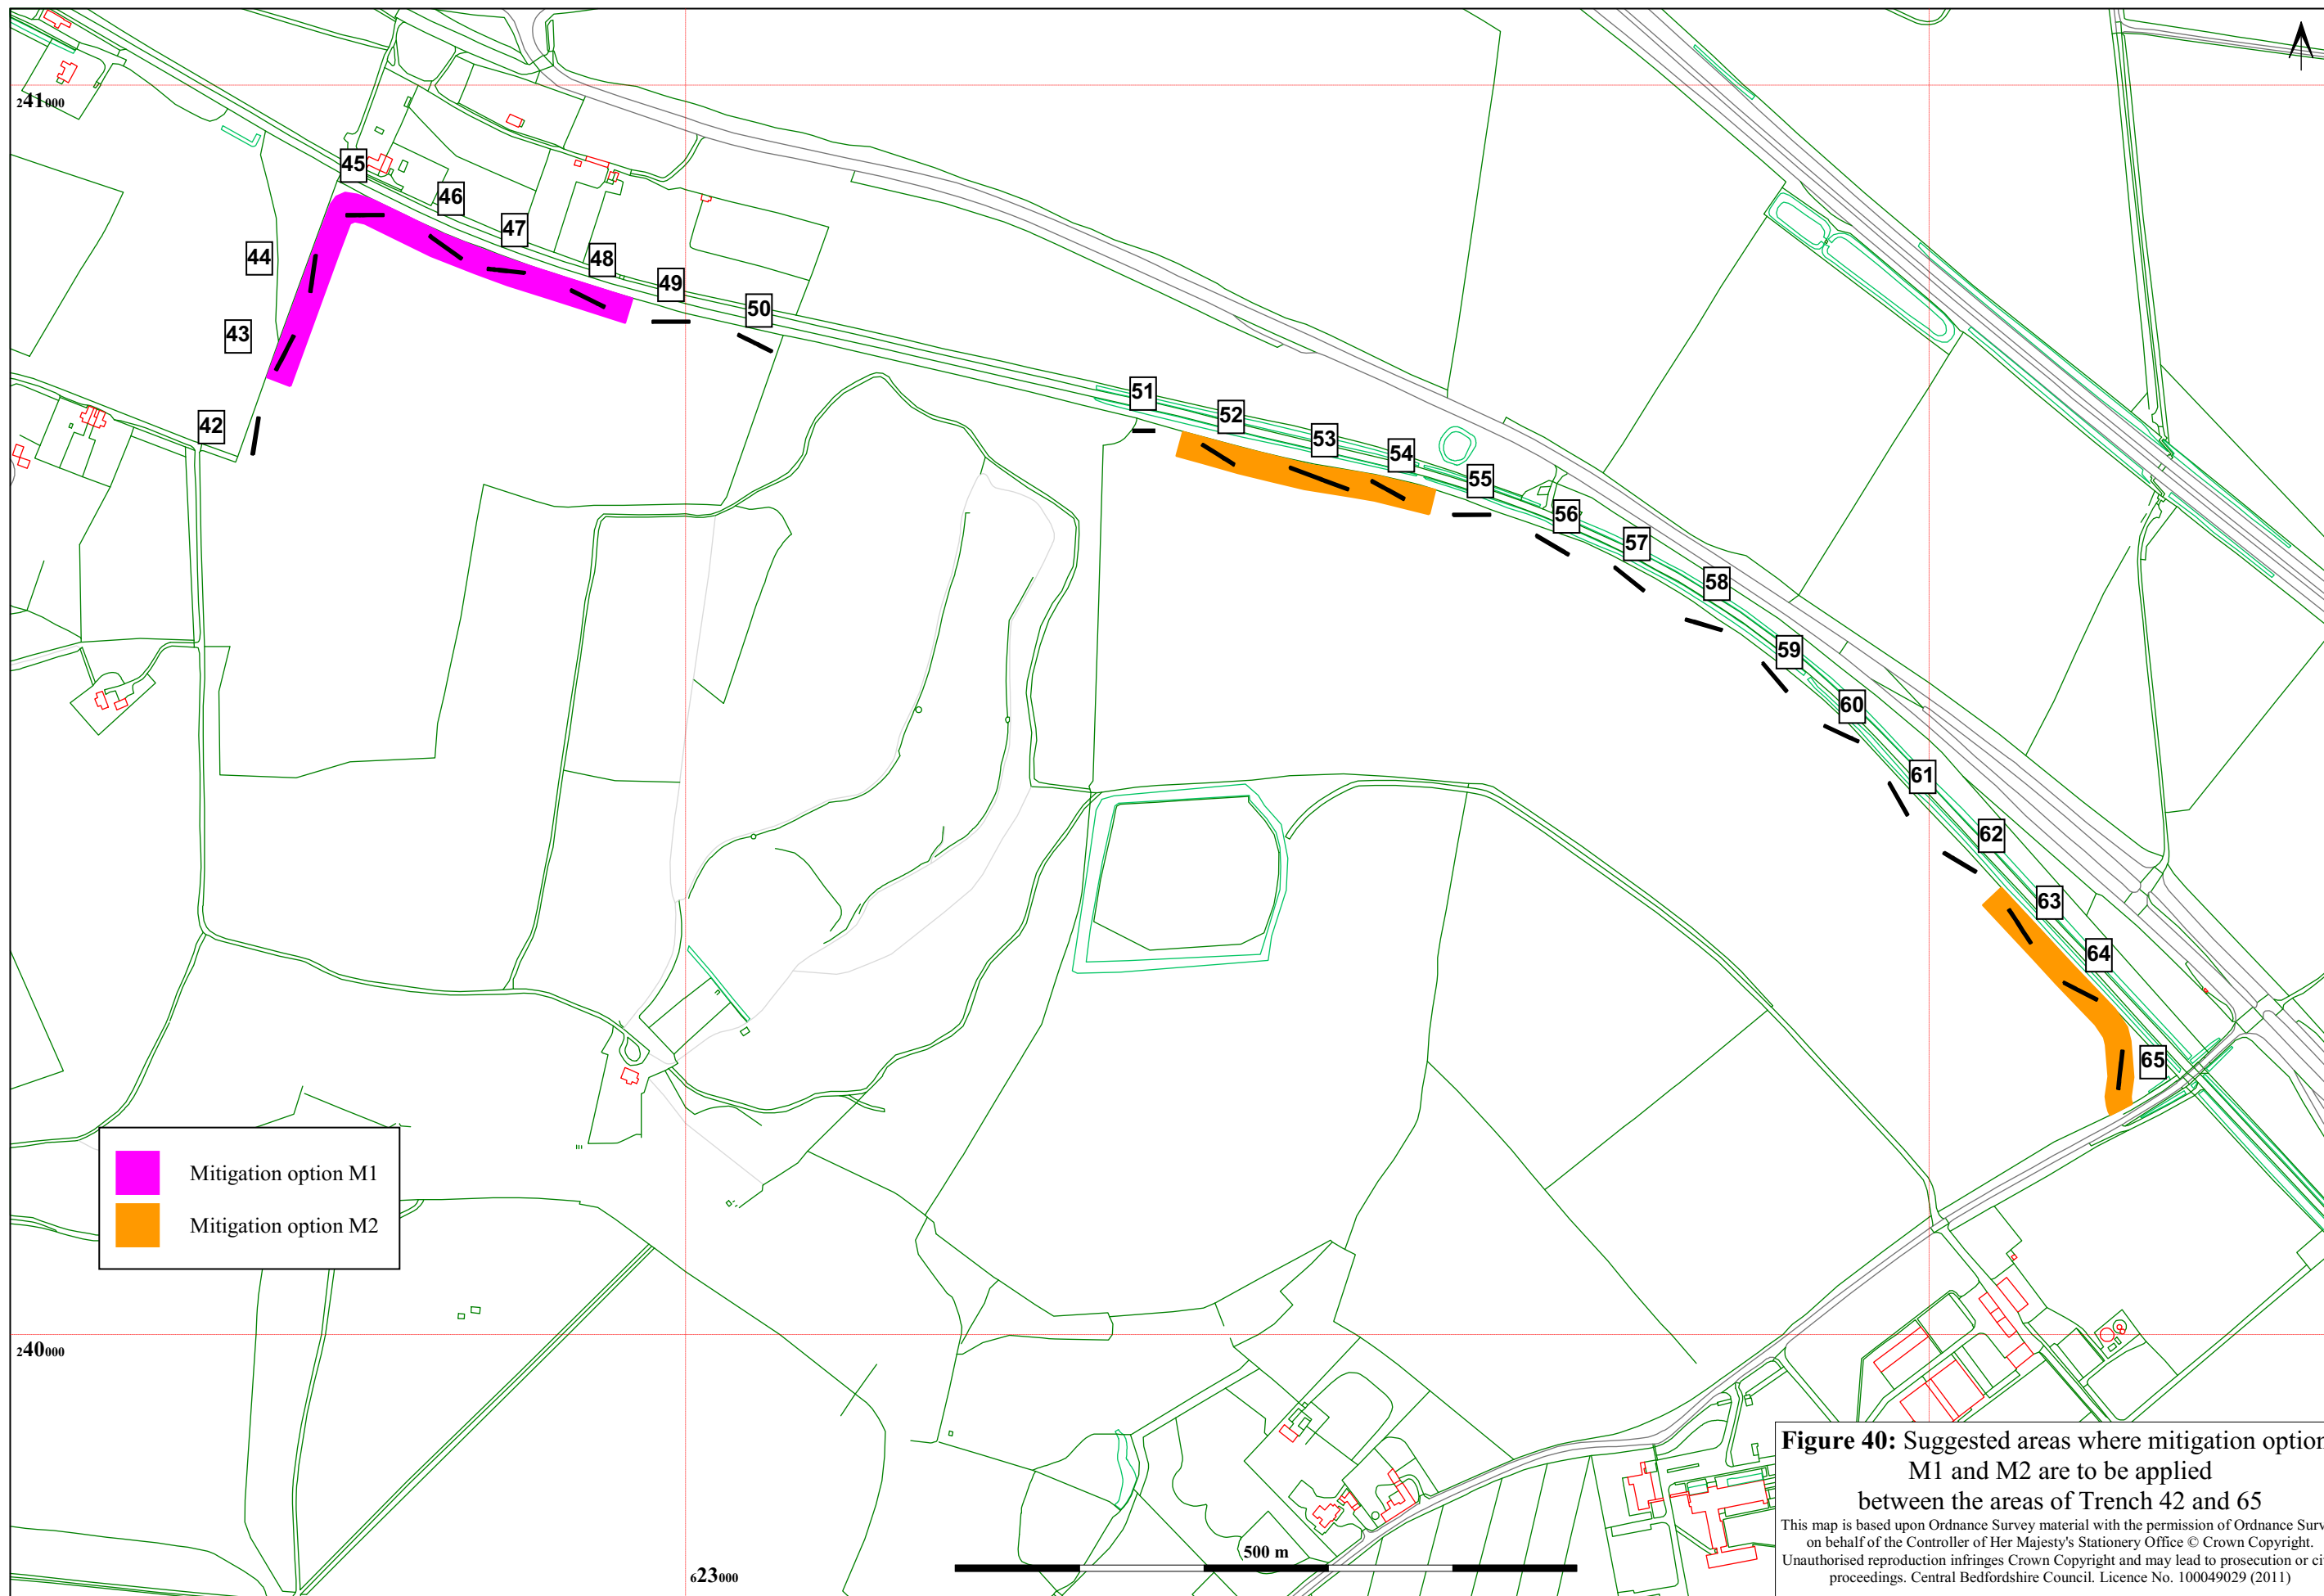 241000
45
46
44
47
48
49
50
43
51
42
52
53
54
55
56
57
58
59
60
61
62
63
64
65
Mitigation option M1
Mitigation option M2
240000
623000
500 m
Figure 40: Suggested areas where mitigation option
M1 and M2 are to be applied
between the areas of Trench 42 and 65
This map is based upon Ordnance Survey material with the permission of Ordnance Surv
on behalf of the Controller of Her Majesty's Stationery Office © Crown Copyright.
Unauthorised reproduction infringes Crown Copyright and may lead to prosecution or ci
proceedings. Central Bedfordshire Council. Licence No. 100049029 (2011)